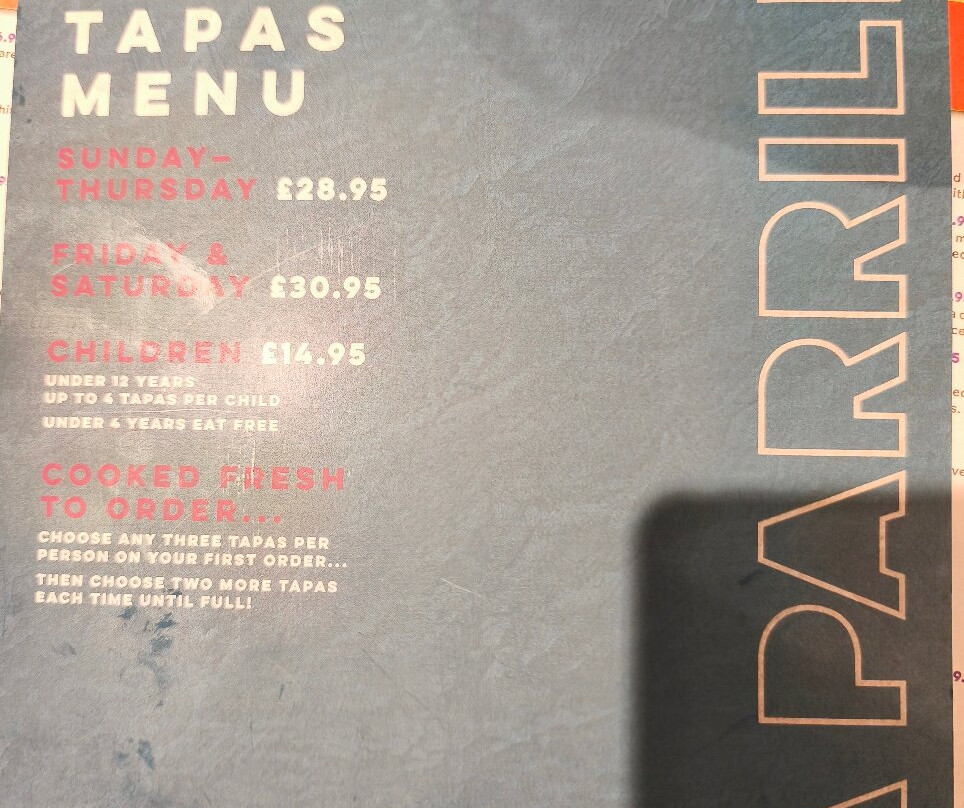 TAPAS
MENU
SUNDAY–
THURSDAY £28.95
FRIDAY &
SATURDAY £30.95
CHILDREN £14.95
UNDER 12 YEARS
UP TO 4 TAPAS PER CHILD
UNDER 4 YEARS EAT FREE
COOKED FRESH
TO ORDER...
CHOOSE ANY THREE TAPAS PER
PERSON ON YOUR FIRST ORDER...
THEN CHOOSE TWO MORE TAPAS
EACH TIME UNTIL FULL!
A PARRIL